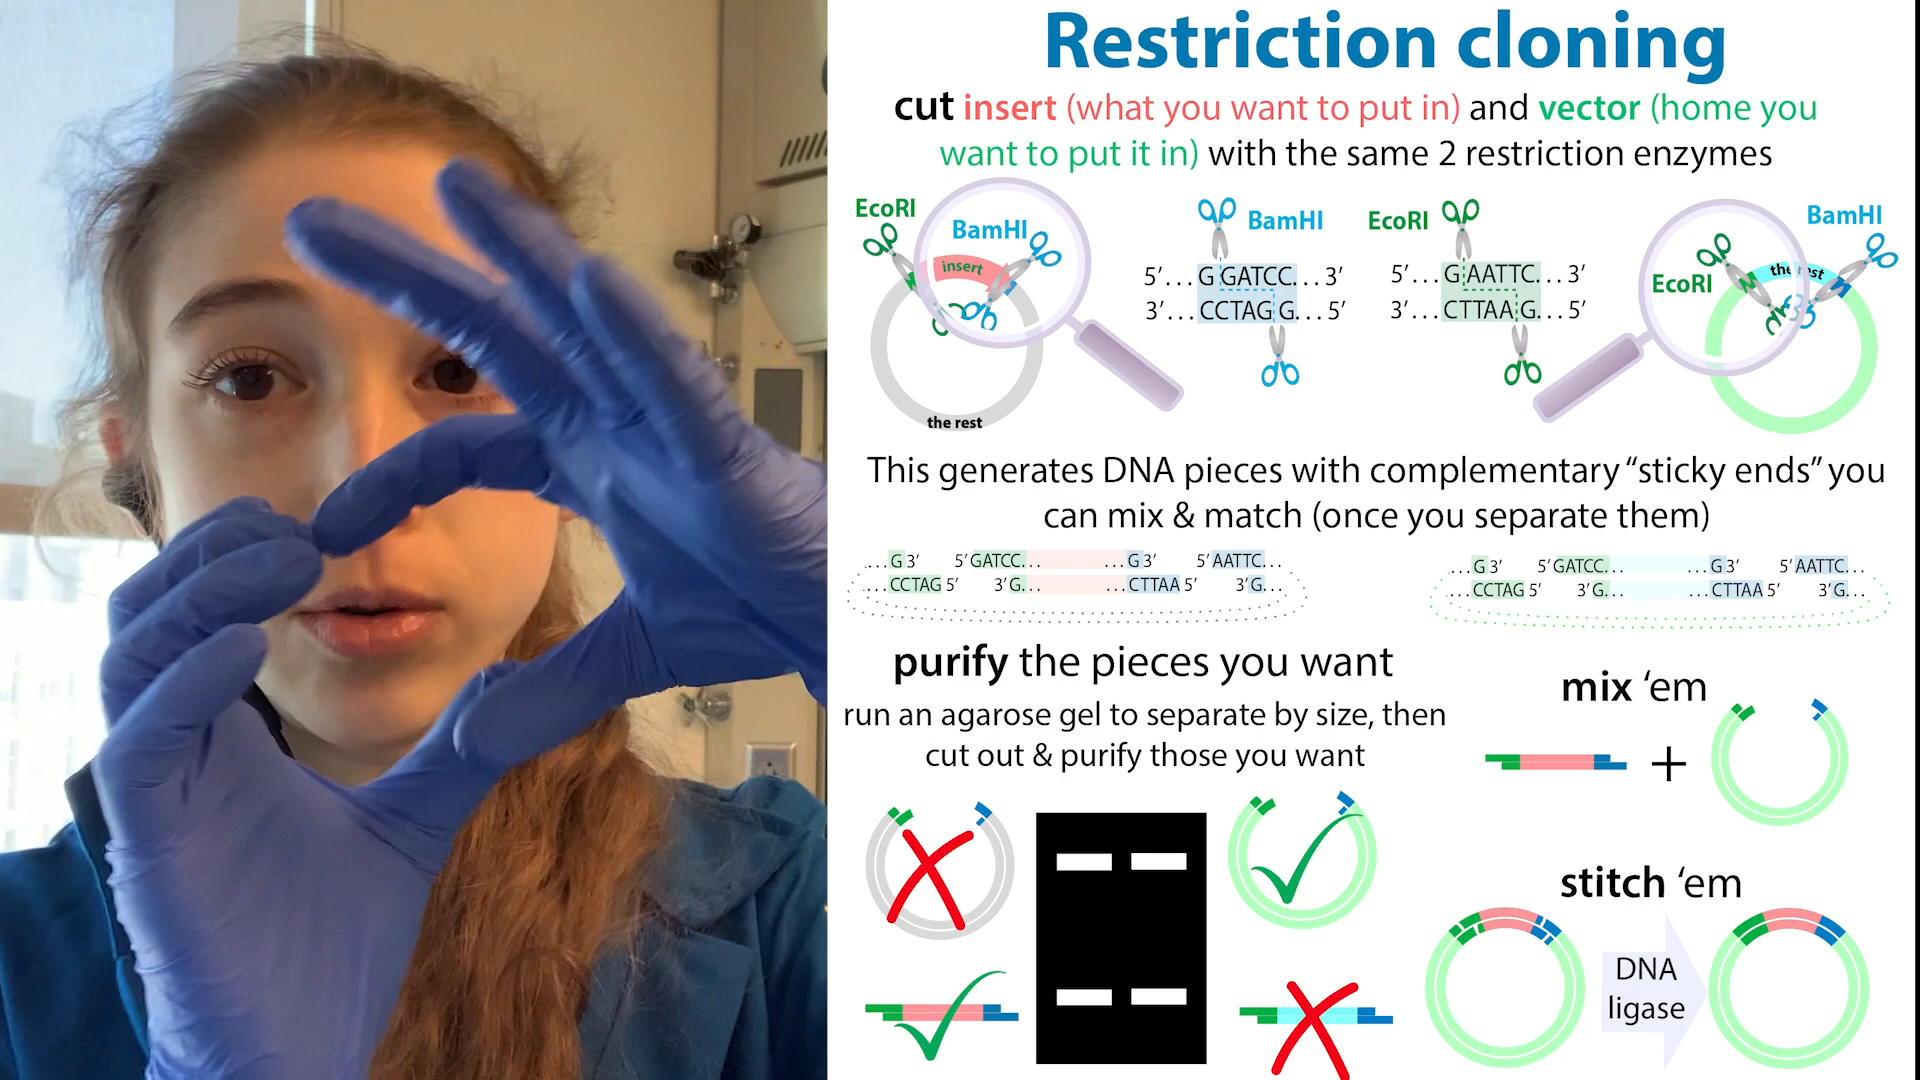 Restriction cloning
cut insert (what you want to put in) and vector (home you
want to put it in) with the same 2 restriction enzymes
EcoRI
BamHI
insert
the rest
BamHI
5’...G GATCC...3’
3’...CCTAG G...5’
EcoRI
5’...G AATTC...3’
3’...CTTAA G...5’
EcoRI
BamHI
the rest
This generates DNA pieces with complementary “sticky ends” you
can mix & match (once you separate them)
...G 3’ 5’ GATCC... ...G 3’ 5’ AATTC...
...CCTAG 5’ 3’ G... ...CTTAA 5’ 3’ G...
...G 3’ 5’ GATCC... ...G 3’ 5’ AATTC...
...CCTAG 5’ 3’ G... ...CTTAA 5’ 3’ G...
purify the pieces you want
run an agarose gel to separate by size, then
cut out & purify those you want
mix ‘em
+
stitch ‘em
DNA
ligase